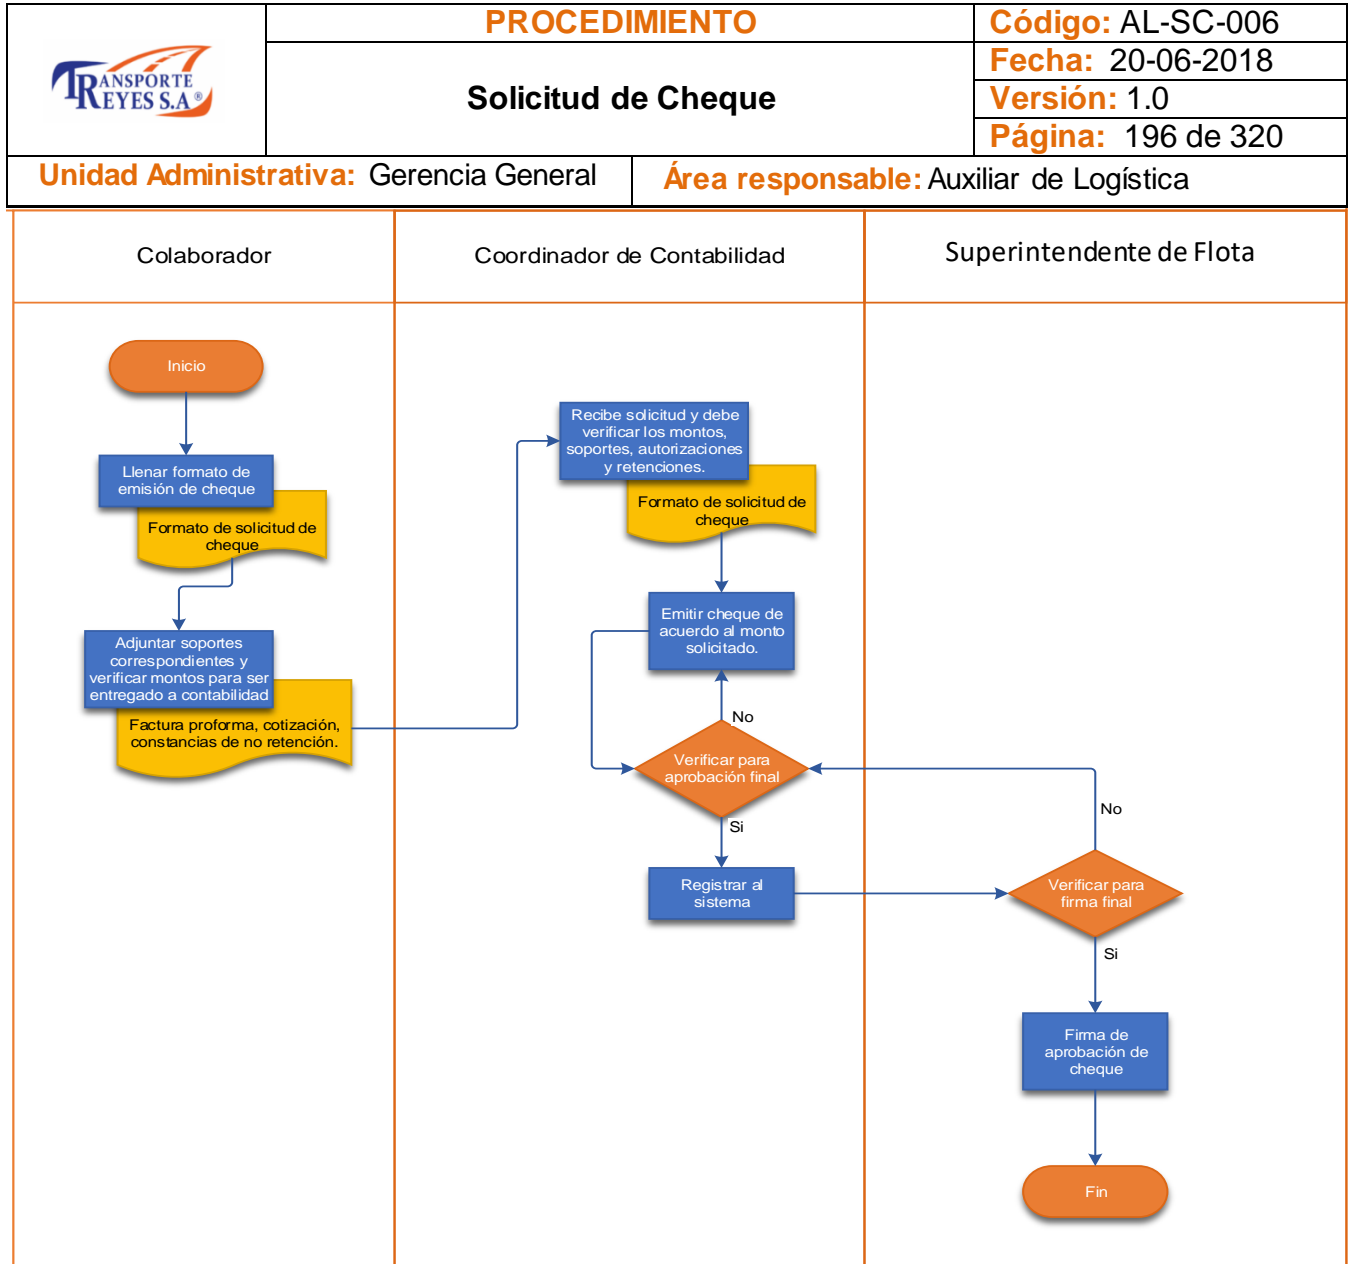 TRANSPORTE
REYES S.A®
PROCEDIMIENTO
Solicitud de Cheque
Código: AL-SC-006
Fecha: 20-06-2018
Versión: 1.0
Página: 196 de 320
Unidad Administrativa: Gerencia General
Área responsable: Auxiliar de Logística
Colaborador
Coordinador de Contabilidad
Superintendente de Flota
Inicio
Llenar formato de
emisión de cheque
Formato de solicitud de
cheque
Adjuntar soportes
correspondientes y
verificar montos para ser
entregado a contabilidad
Factura proforma, cotización,
constancias de no retención.
Recibe solicitud y debe
verificar los montos,
soportes, autorizaciones
y retenciones.
Formato de solicitud de
cheque
Emitir cheque de
acuerdo al monto
solicitado.
No
Verificar para
aprobación final
Si
Registrar al
sistema
No
Verificar para
firma final
Si
Firma de
aprobación de
cheque
Fin